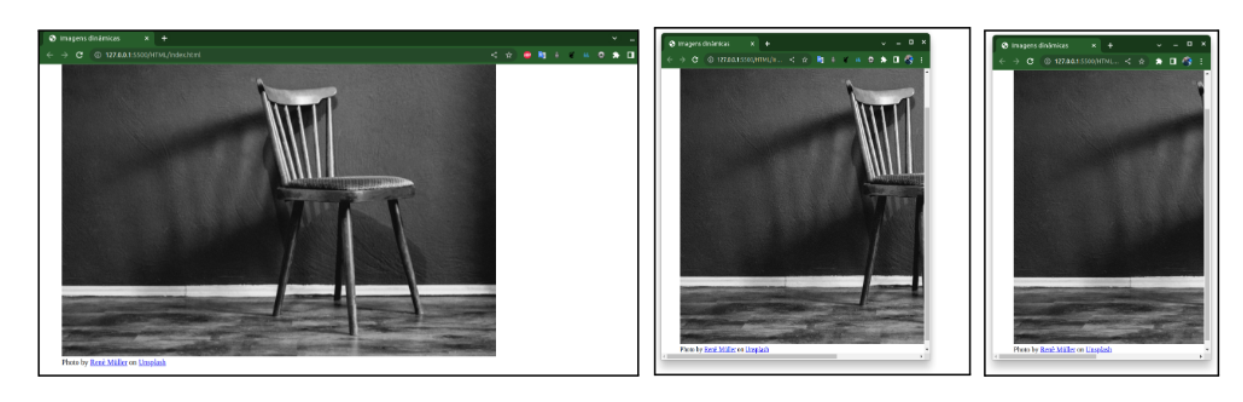 Imagens dinâmicas
127.0.0.1:5500/HTML/index.html
Photo by René Müller on Unsplash
Imagens dinâmicas
127.0.0.1:5500/HTML/i...
Photo by René Müller on Unsplash
Imagens dinâmicas
127.0.0.1:5500/HTML...
Photo by René Müller on Unsplash